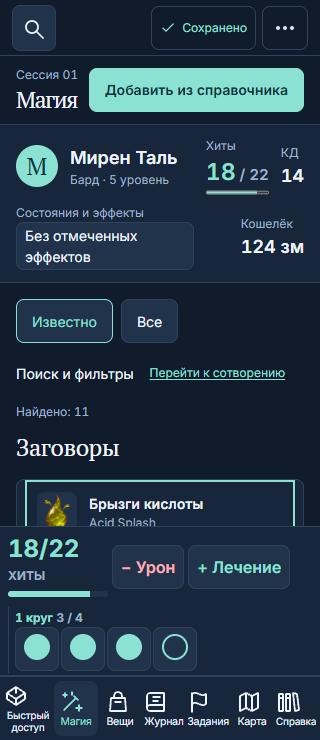 Сохранено
Сессия 01
Магия
Добавить из справочника
М
Мирен Таль
Бард · 5 уровень
Хиты
18 / 22
КД
14
Состояния и эффекты
Без отмеченных
эффектов
Кошелёк
124 зм
Известно
Все
Поиск и фильтры
Перейти к сотворению
Найдено: 11
Заговоры
Брызги кислоты
Acid Splash
18/22
ХИТЫ
− Урон
+ Лечение
1 круг 3 / 4
Быстрый
доступ
Магия
Вещи
Журнал
Задания
Карта
Справка